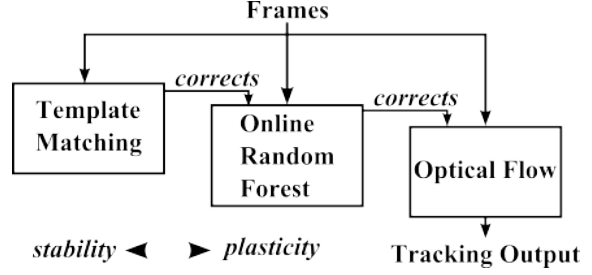 Frames
corrects
Template
Matching
corrects
Online
Random
Forest
Optical Flow
stability
plasticity
Tracking Output